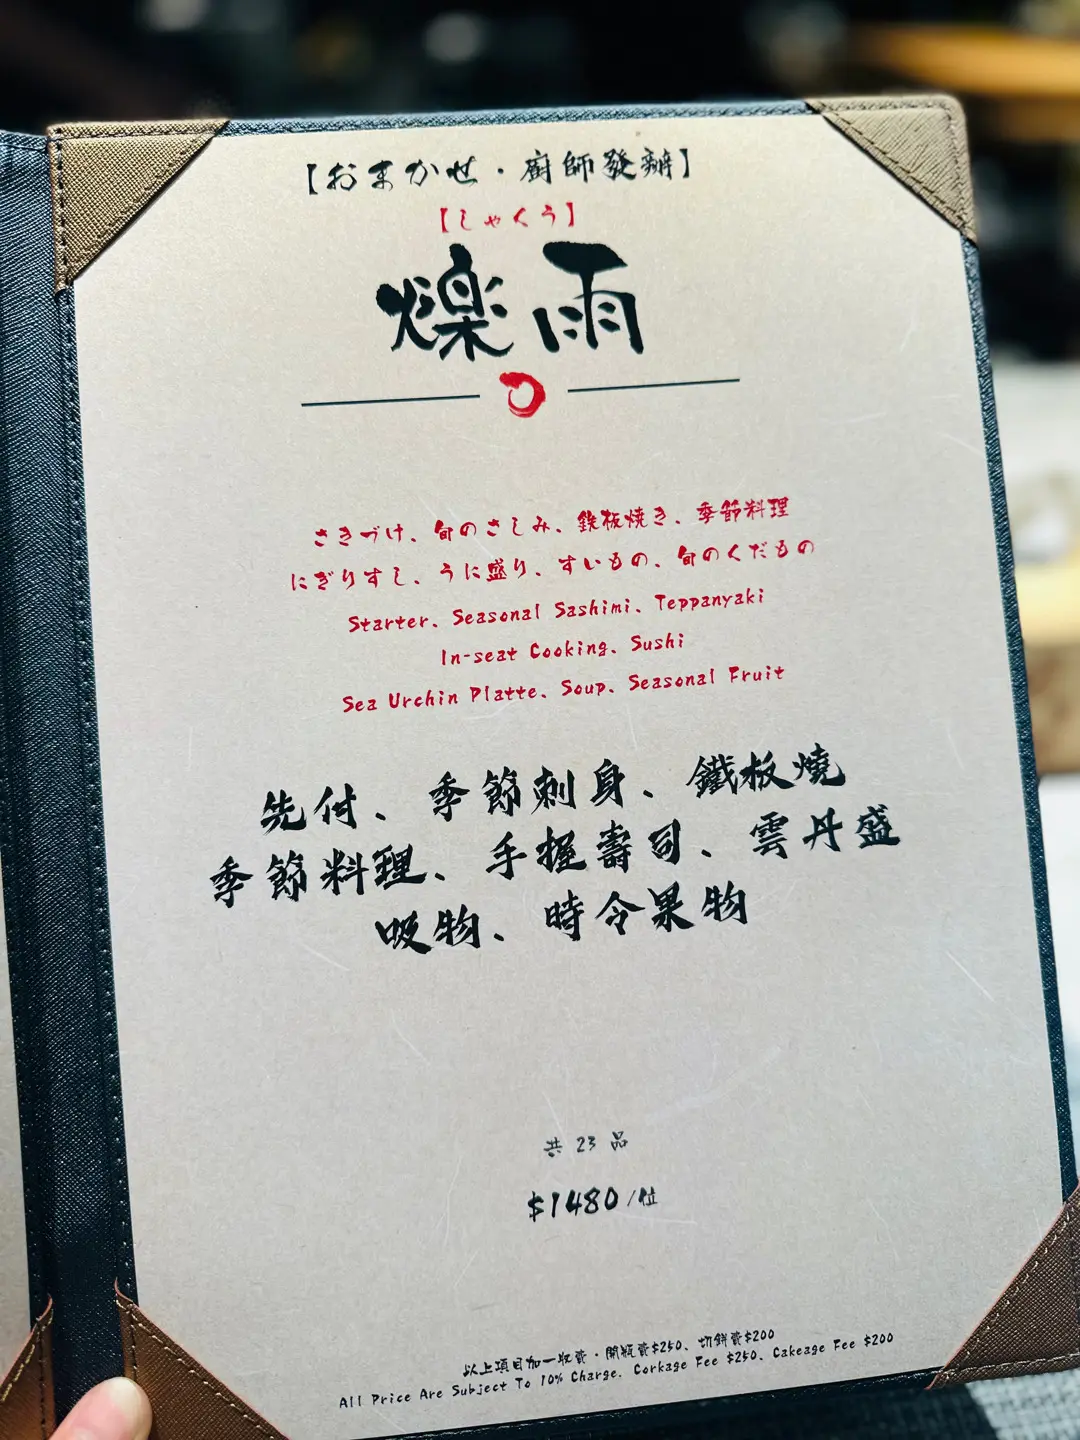 【おまかせ・廚師發辦】
【しゃくう】
爍雨
さきづけ、旬のさしみ、鉄板焼き、季節料理
にぎりすし、うに盛り、すいもの、旬のくだもの
Starter、Seasonal Sashimi、Teppanyaki
In-seat Cooking、Sushi
Sea Urchin Platte、Soup、Seasonal Fruit
先付、季節刺身、鐵板燒
季節料理、手握壽司、雲丹盛
吸物、時令果物
共 23 品
$1480/位
以上項目加一收費・開瓶費$250、切餅費$200
All Price Are Subject To 10% Charge. Corkage Fee $250、Cakeage Fee $200